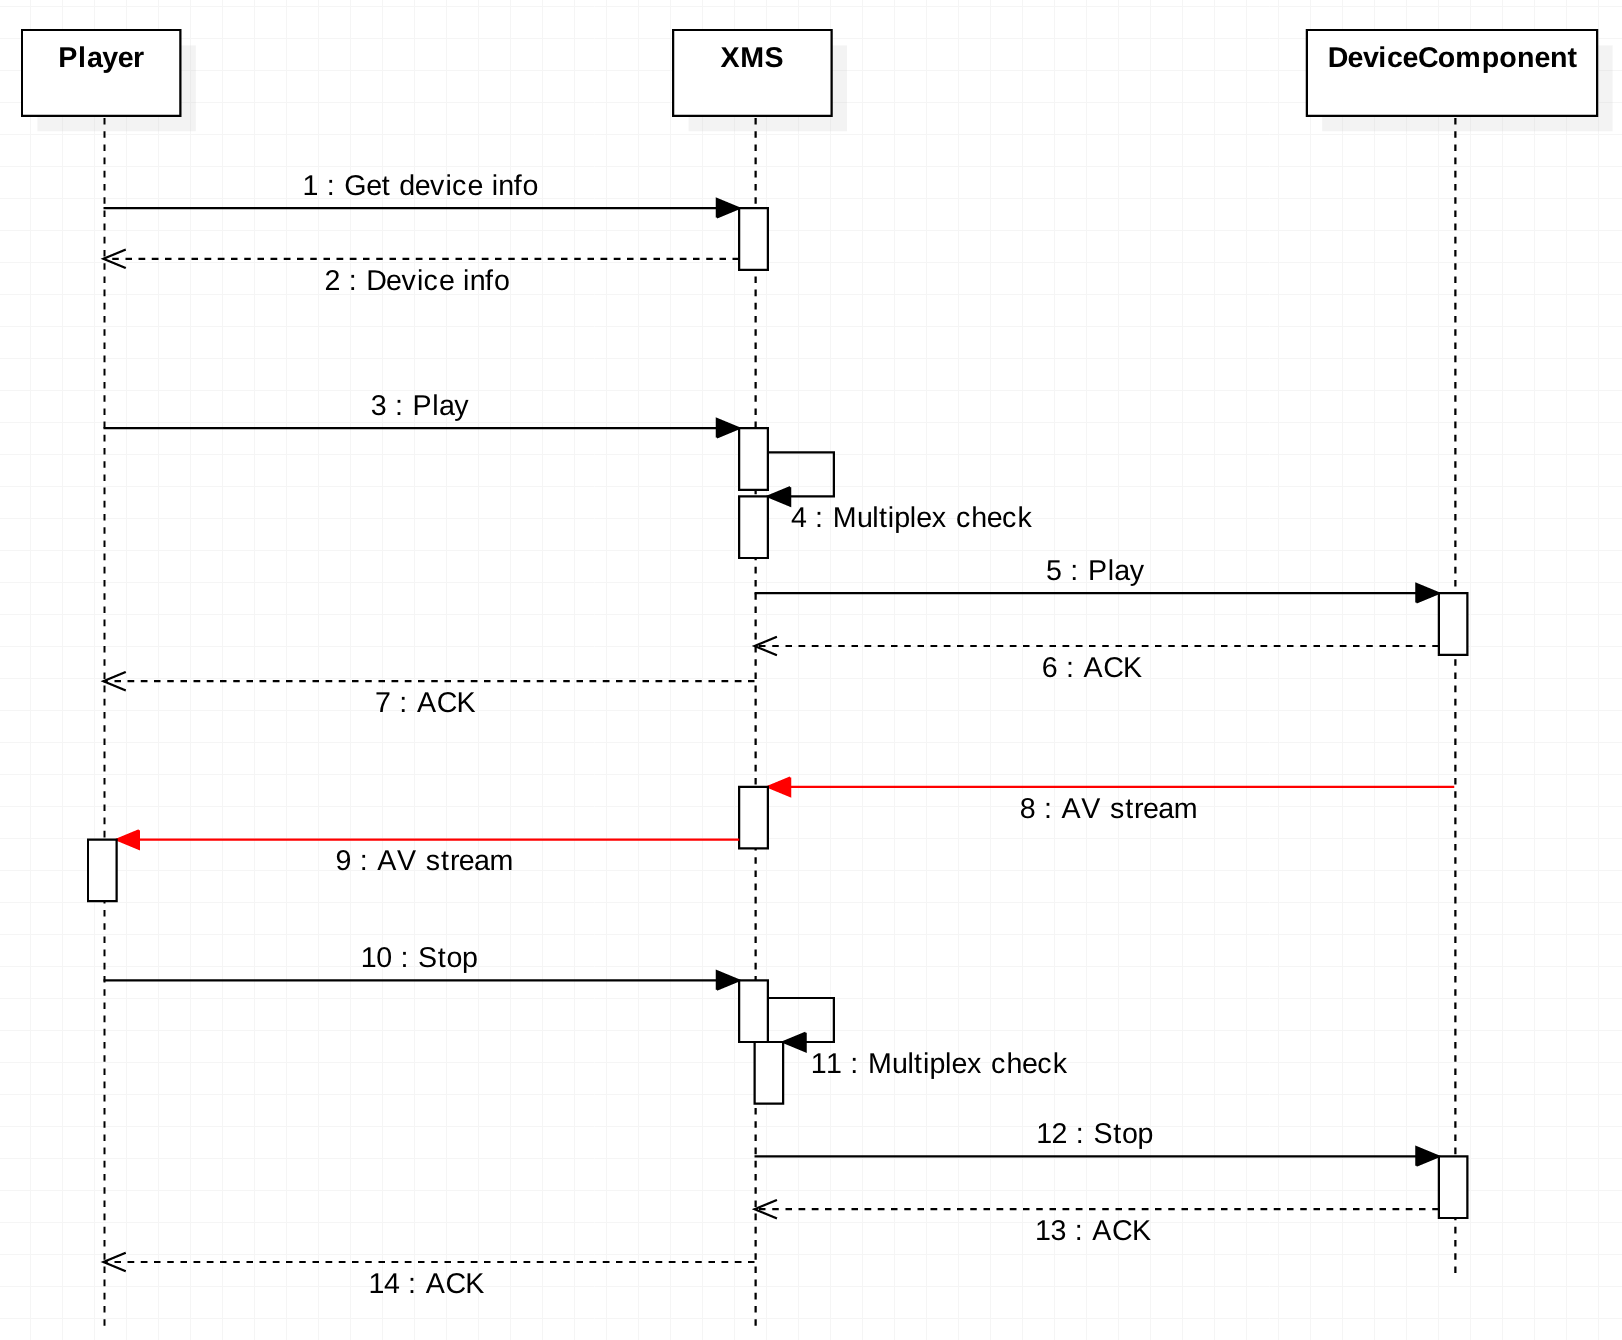 Player
XMS
DeviceComponent
1 : Get device info
2 : Device info
3 : Play
4 : Multiplex check
5 : Play
6 : ACK
7 : ACK
8 : AV stream
9 : AV stream
10 : Stop
11 : Multiplex check
12 : Stop
13 : ACK
14 : ACK